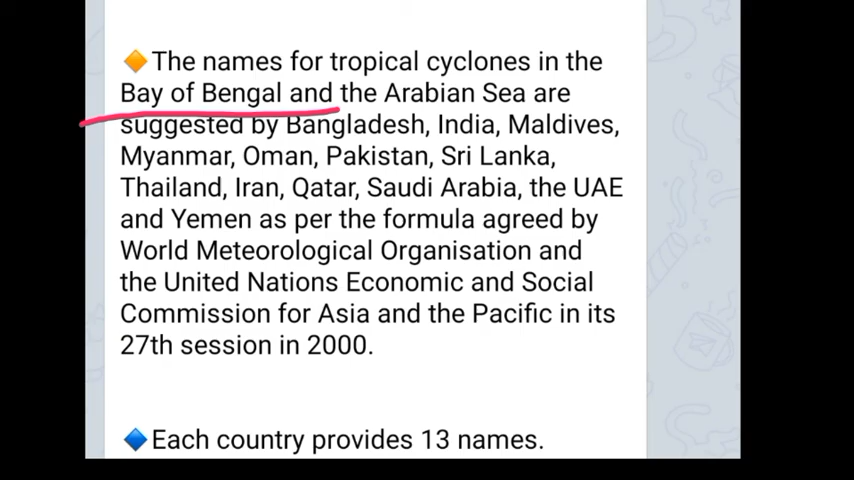 🔶The names for tropical cyclones in the
Bay of Bengal and the Arabian Sea are
suggested by Bangladesh, India, Maldives,
Myanmar, Oman, Pakistan, Sri Lanka,
Thailand, Iran, Qatar, Saudi Arabia, the UAE
and Yemen as per the formula agreed by
World Meteorological Organisation and
the United Nations Economic and Social
Commission for Asia and the Pacific in its
27th session in 2000.
🔷Each country provides 13 names.